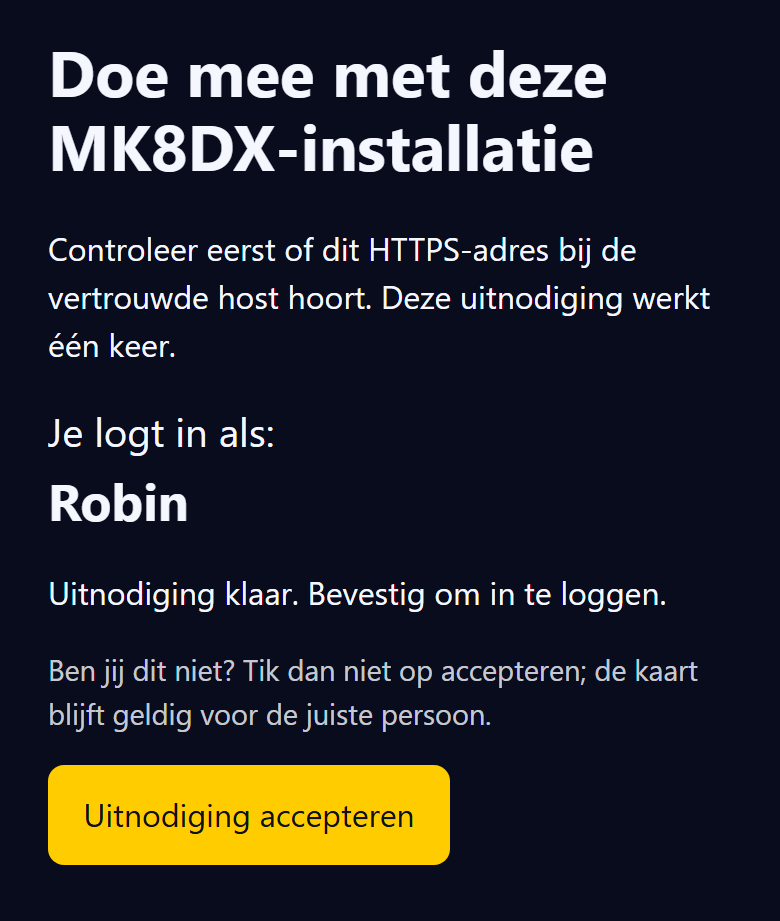 Doe mee met deze
MK8DX-installatie
Controleer eerst of dit HTTPS-adres bij de
vertrouwde host hoort. Deze uitnodiging werkt
één keer.
Je logt in als:
Robin
Uitnodiging klaar. Bevestig om in te loggen.
Ben jij dit niet? Tik dan niet op accepteren; de kaart
blijft geldig voor de juiste persoon.
Uitnodiging accepteren